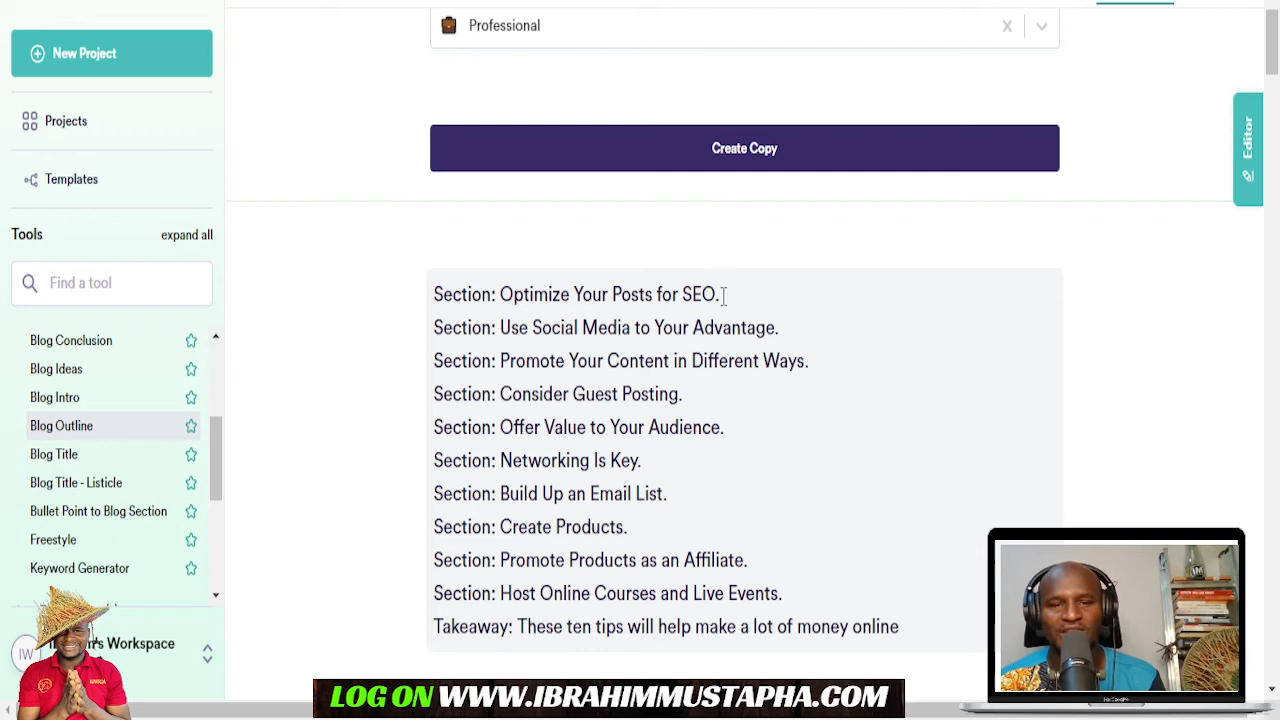 Professional
X
New Project
Projects
Templates
Tools
expand all
Find a tool
Blog Conclusion
Blog Ideas
Blog Intro
Blog Outline
Blog Title
Blog Title - Listicle
Bullet Point to Blog Section
Freestyle
Keyword Generator
IW
's Workspace
Create Copy
Editor
Section: Optimize Your Posts for SEO.
Section: Use Social Media to Your Advantage.
Section: Promote Your Content in Different Ways.
Section: Consider Guest Posting.
Section: Offer Value to Your Audience.
Section: Networking Is Key.
Section: Build Up an Email List.
Section: Create Products.
Section: Promote Products as an Affiliate.
Section: Host Online Courses and Live Events.
Takeaway: These ten tips will help make a lot of money online
LOG ON WWW.IBRAHIMMUSTAPHA.COM